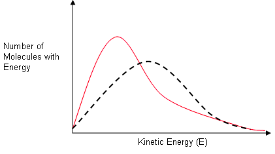 Number of
Molecules with
Energy
Kinetic Energy (E)